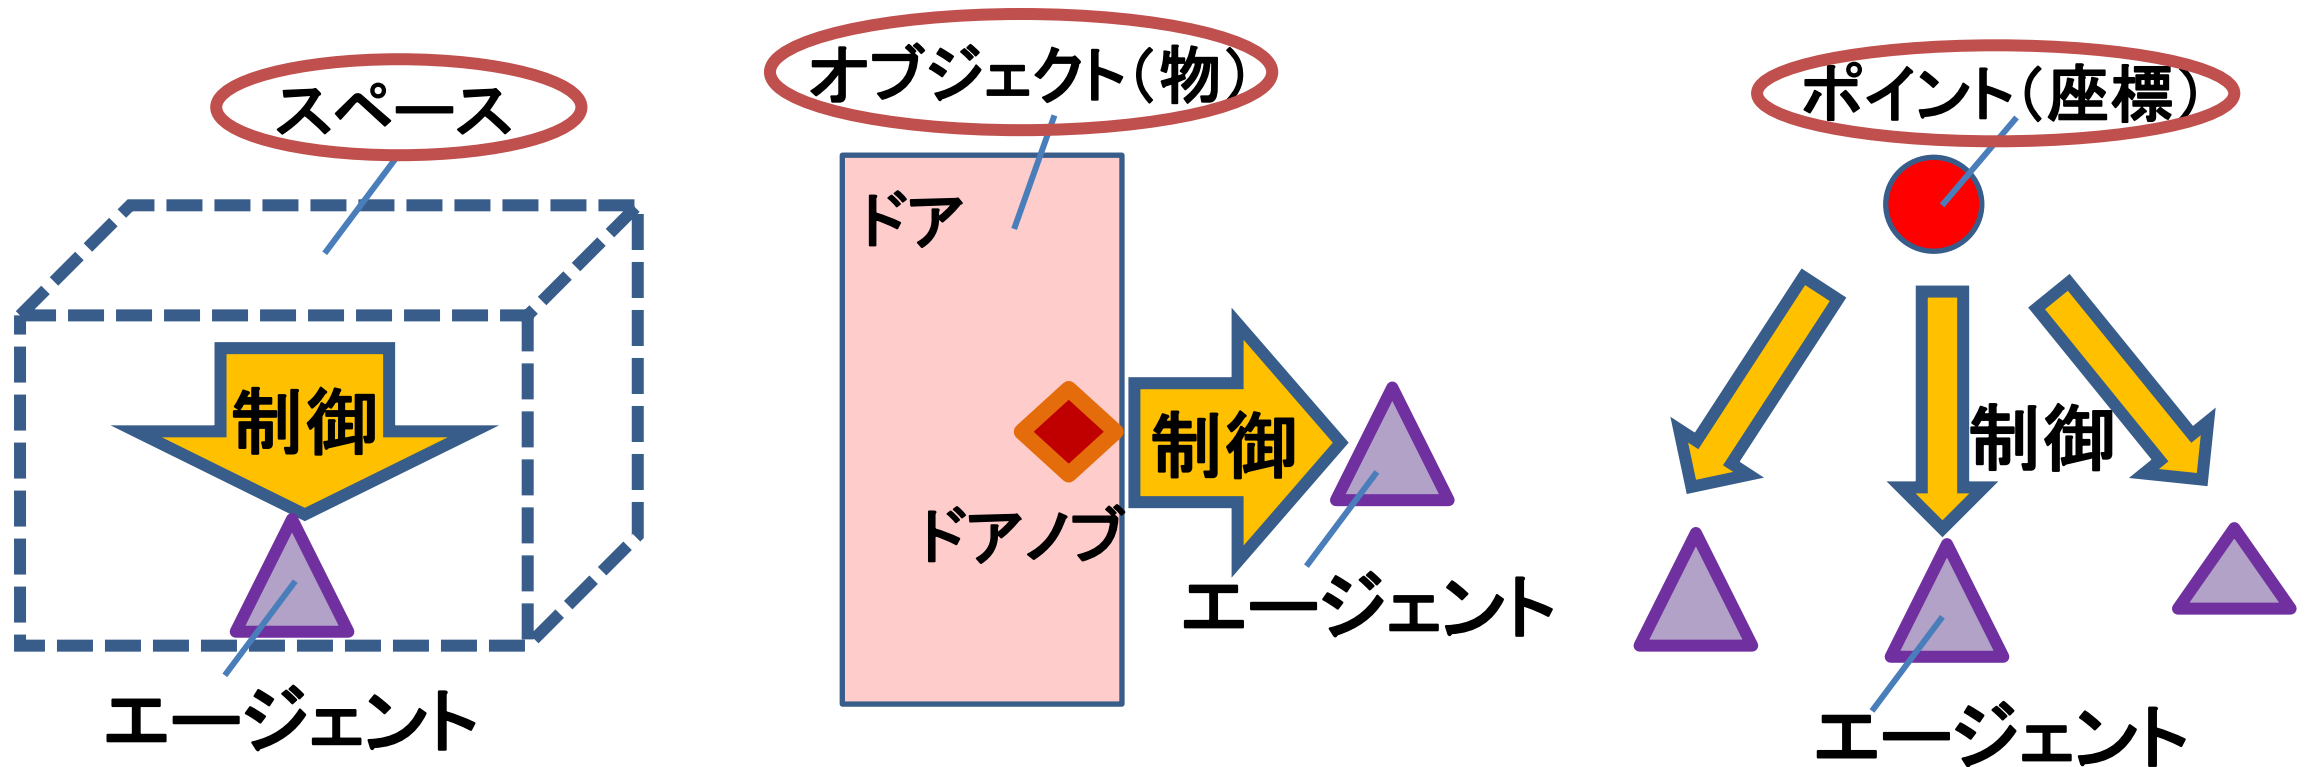 スペース
制御
エージェント
オブジェクト（物）
ドア
ドアノブ
制御
エージェント
ポイント（座標）
制御
エージェント